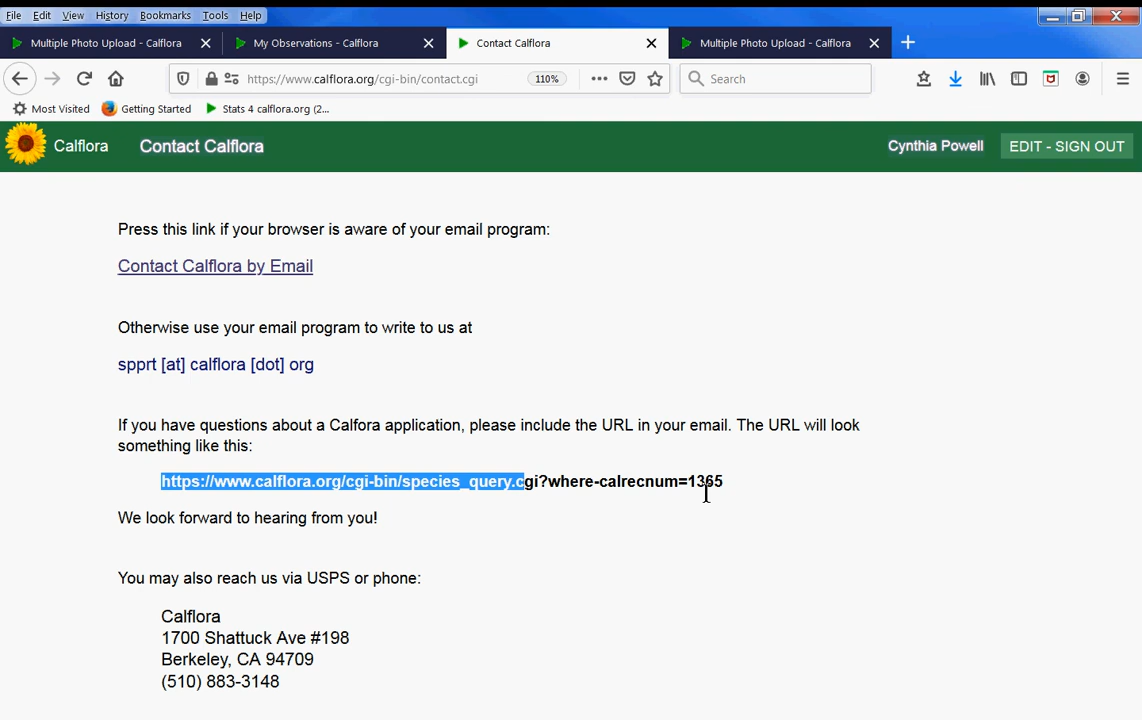 File Edit View History Bookmarks Tools Help
Multiple Photo Upload - Calflora
My Observations - Calflora
Contact Calflora
Multiple Photo Upload - Calflora
https://www.calflora.org/cgi-bin/contact.cgi
110%
Search
Most Visited
Getting Started
Stats 4 calflora.org (2...
Calflora
Contact Calflora
Cynthia Powell
EDIT - SIGN OUT
Press this link if your browser is aware of your email program:
Contact Calflora by Email
Otherwise use your email program to write to us at
spprt [at] calflora [dot] org
If you have questions about a Calfora application, please include the URL in your email. The URL will look
something like this:
https://www.calflora.org/cgi-bin/species_query.cgi?where-calrecnum=1365
We look forward to hearing from you!
You may also reach us via USPS or phone:
Calflora
1700 Shattuck Ave #198
Berkeley, CA 94709
(510) 883-3148